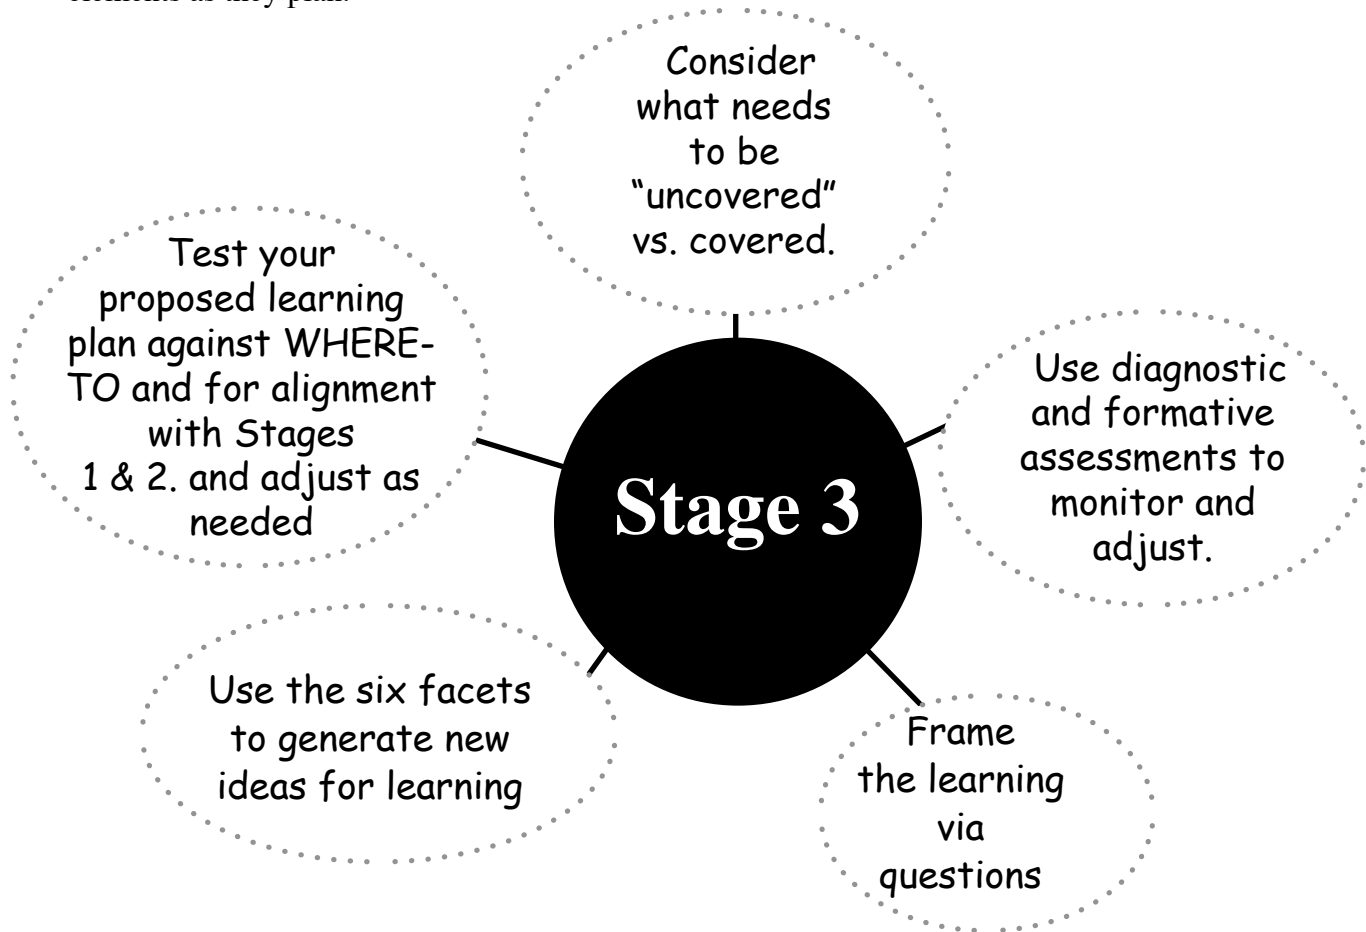 elements as they plan.
Consider
what needs
to be
“uncovered”
vs. covered.
Test your
proposed learning
plan against WHERE-
TO and for alignment
with Stages
1 & 2. and adjust as
needed
Use diagnostic
and formative
assessments to
monitor and
adjust.
Stage 3
Use the six facets
to generate new
ideas for learning
Frame
the learning
via
questions